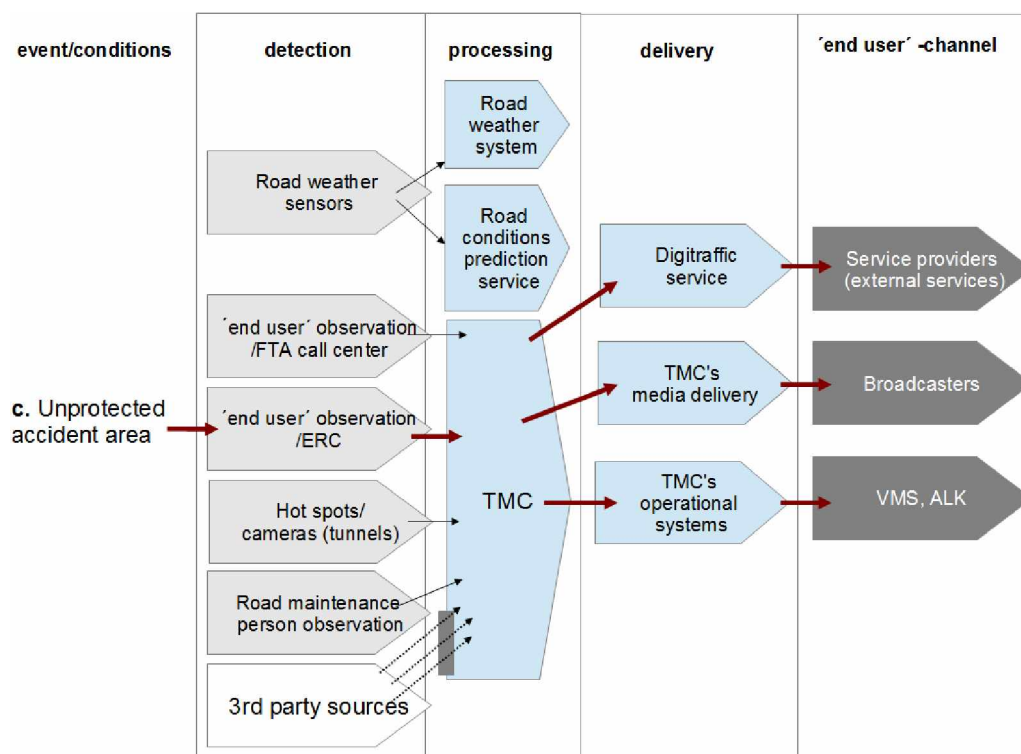 event/conditions
detection
processing
delivery
´end user´ -channel
Road
weather
system
Road weather
sensors
Road
conditions
prediction
service
Digitraffic
service
Service providers
(external services)
´end user´ observation
/FTA call center
TMC's
media delivery
Broadcasters
c. Unprotected
accident area
´end user´ observation
/ERC
TMC
TMC's
operational
systems
VMS, ALK
Hot spots/
cameras (tunnels)
Road maintenance
person observation
3rd party sources